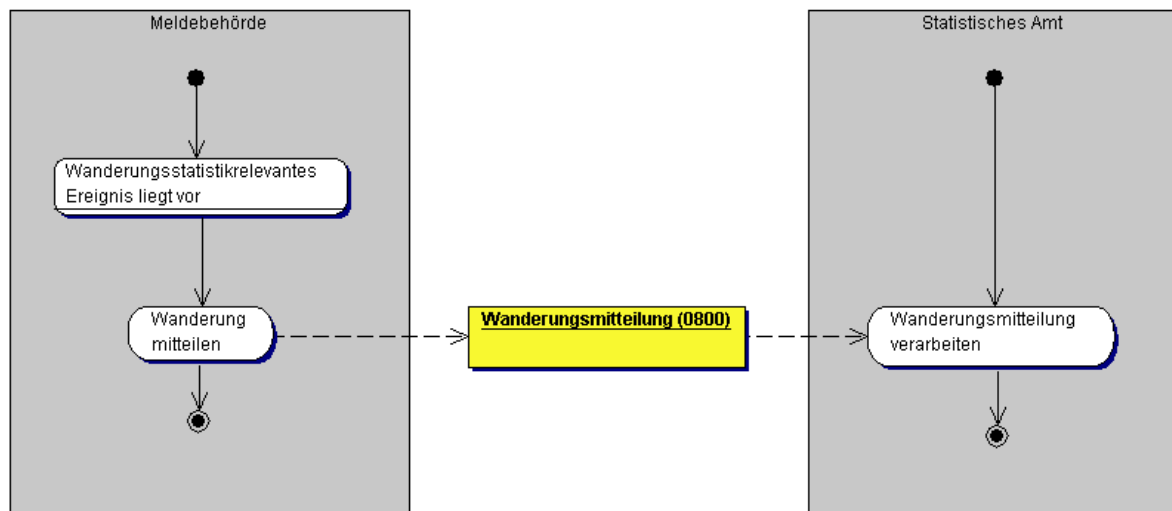 Meldebehörde
Statistisches Amt
Wanderungsstatistikrelevantes
Ereignis liegt vor
Wanderung
mitteilen
Wanderungsmitteilung (0800)
Wanderungsmitteilung
verarbeiten